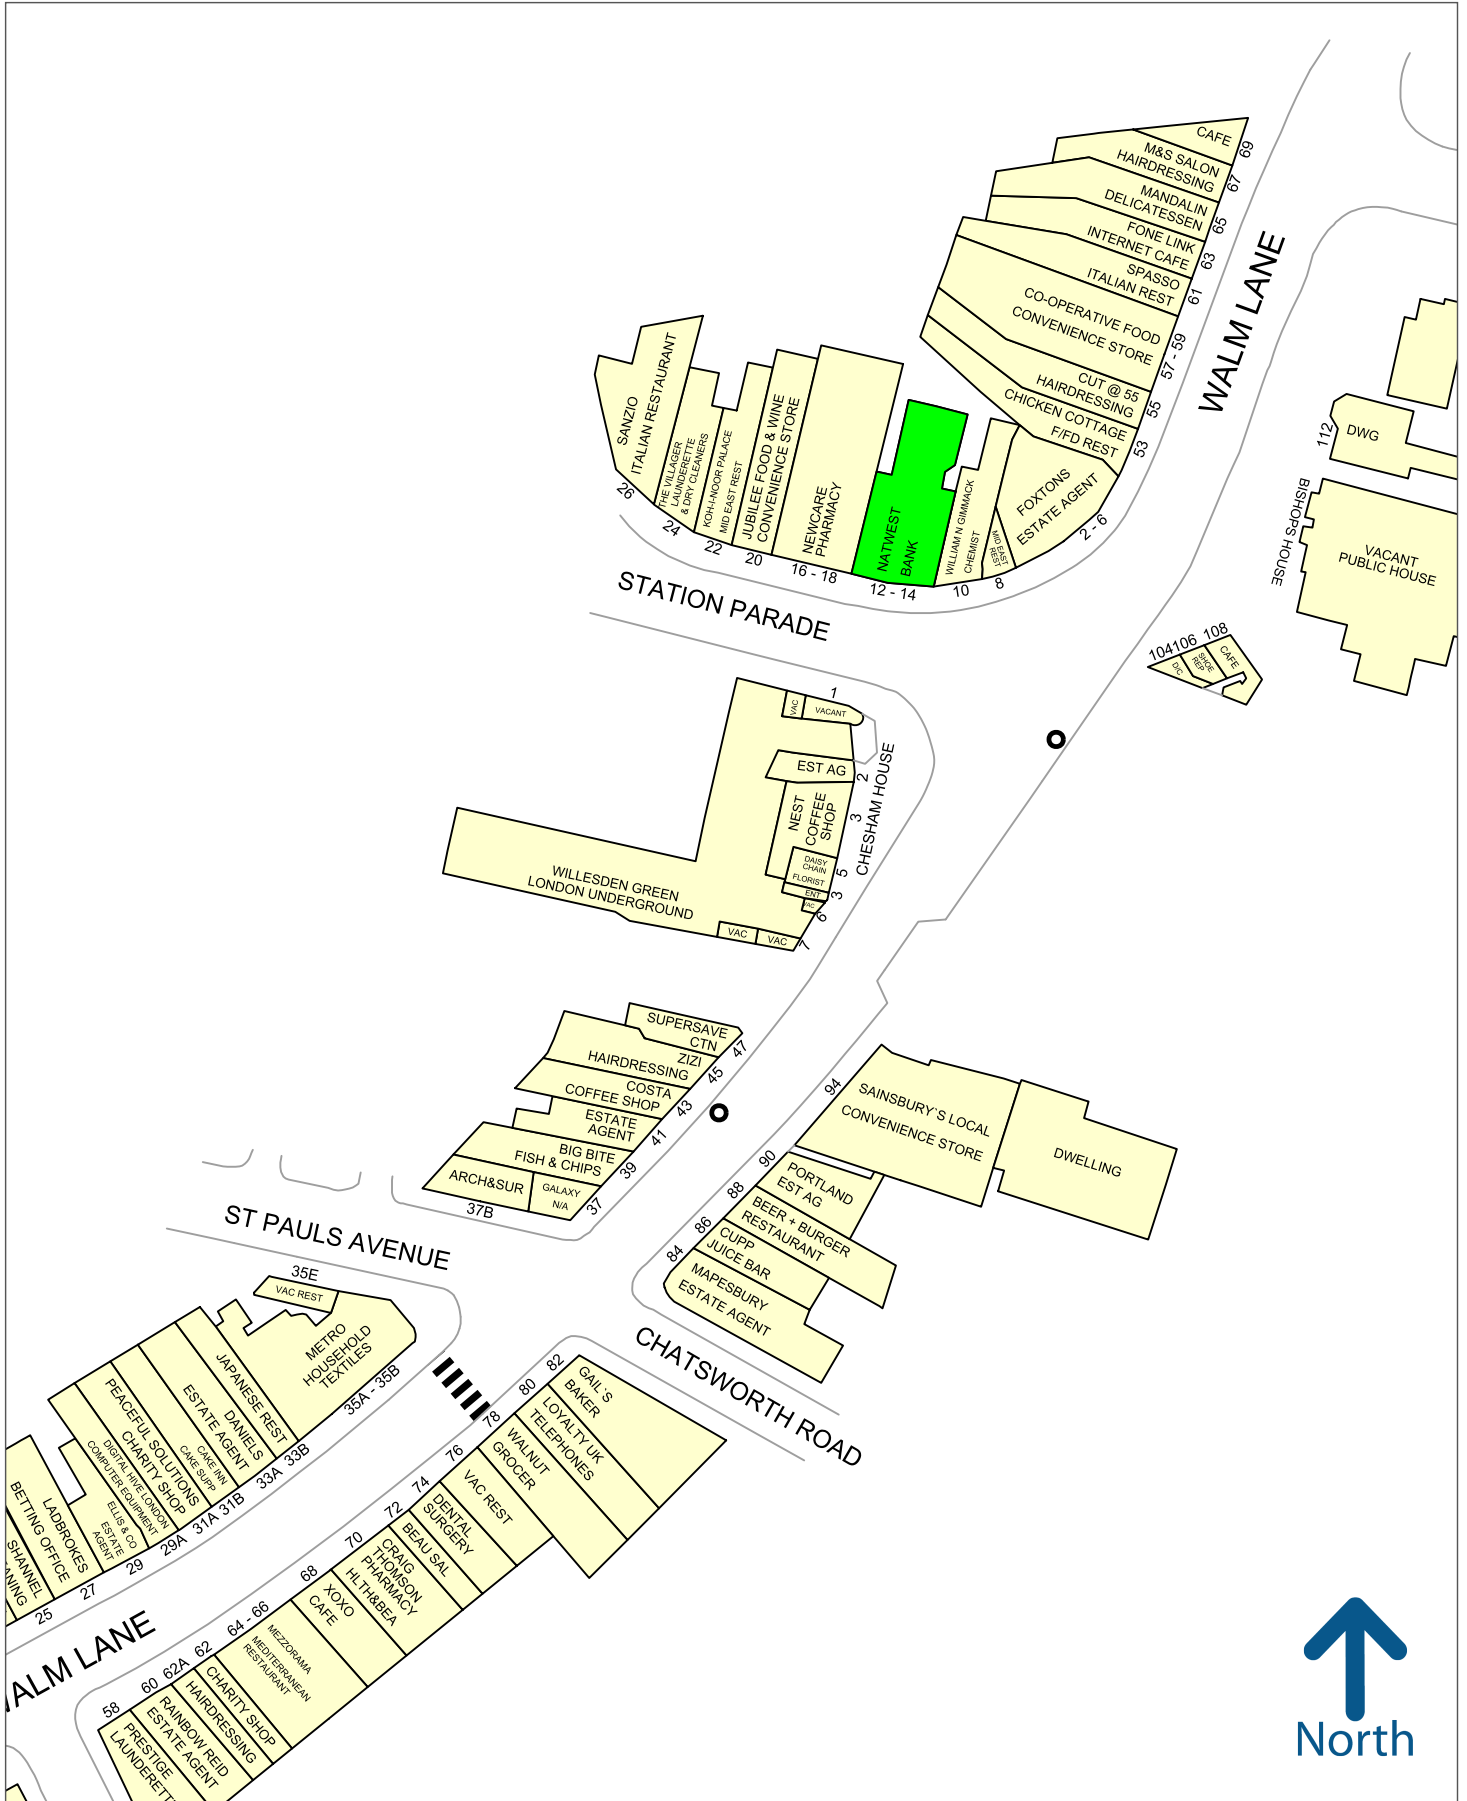 CAFE
69
M&S SALON
HAIRDRESSING
67
MANDALIN
DELICATESSEN
65
FONE LINK
INTERNET CAFE
63
SPASSO
ITALIAN REST
61
CO-OPERATIVE FOOD
CONVENIENCE STORE
57 - 59
CUT @ 55
HAIRDRESSING
55
CHICKEN COTTAGE
F/FD REST
53
FOXTONS
ESTATE AGENT
2 - 6
WALM LANE
SANZIO
ITALIAN RESTAURANT
26
THE VILLAGER
LAUNDERETTE
& DRY CLEANERS
24
KOH-I-NOOR PALACE
MID EAST REST
22
JUBILEE FOOD & WINE
CONVENIENCE STORE
20
NEWCARE
PHARMACY
16 - 18
NATWEST
BANK
12 - 14
WILLIAM N GIMMACK
CHEMIST
10
MID EAST
REST
8
STATION PARADE
112
DWG
BISHOPS HOUSE
VACANT
PUBLIC HOUSE
104
106
108
D/C
SHOE
REP
CAFE
1
VAC
VACANT
EST AG
2
NEST
COFFEE
SHOP
3
CHESHAM HOUSE
DAISY
CHAIN
FLORIST
5
ENT
3
VAC
6
VAC
VAC
7
WILLESDEN GREEN
LONDON UNDERGROUND
SUPERSAVE
CTN
47
ZIZI
HAIRDRESSING
45
COSTA
COFFEE SHOP
43
ESTATE
AGENT
41
BIG BITE
FISH & CHIPS
39
ARCH&SUR
GALAXY
N/A
37
37B
94
SAINSBURY`S LOCAL
CONVENIENCE STORE
DWELLING
90
PORTLAND
EST AG
88
BEER + BURGER
RESTAURANT
86
CUPP
JUICE BAR
84
MAPESBURY
ESTATE AGENT
ST PAULS AVENUE
CHATSWORTH ROAD
35E
VAC REST
METRO
HOUSEHOLD
TEXTILES
35A - 35B
JAPANESE REST
33B
DANIELS
ESTATE AGENT
33A
CAKE INN
CAKE SUPP
31B
PEACEFUL SOLUTIONS
CHARITY SHOP
31A
DIGITAL HIVE LONDON
COMPUTER EQUIPMENT
29A
ELLIS & CO
ESTATE
AGENT
29
LADBROKES
BETTING OFFICE
27
SHANNEL
ANING
25
82
GAIL`S
BAKER
80
LOYALTY UK
TELEPHONES
78
WALNUT
GROCER
76
VAC REST
74
DENTAL
SURGERY
72
BEAU SAL
70
CRAIG
THOMSON
PHARMACY
HLTH&BEA
68
XOXO
CAFE
64 - 66
MEZZORAMA
MEDITERRANEAN
RESTAURANT
62
CHARITY SHOP
62A
HAIRDRESSING
60
RAINBOW REID
ESTATE AGENT
58
PRESTIGE
LAUNDERETT
ALM LANE
North